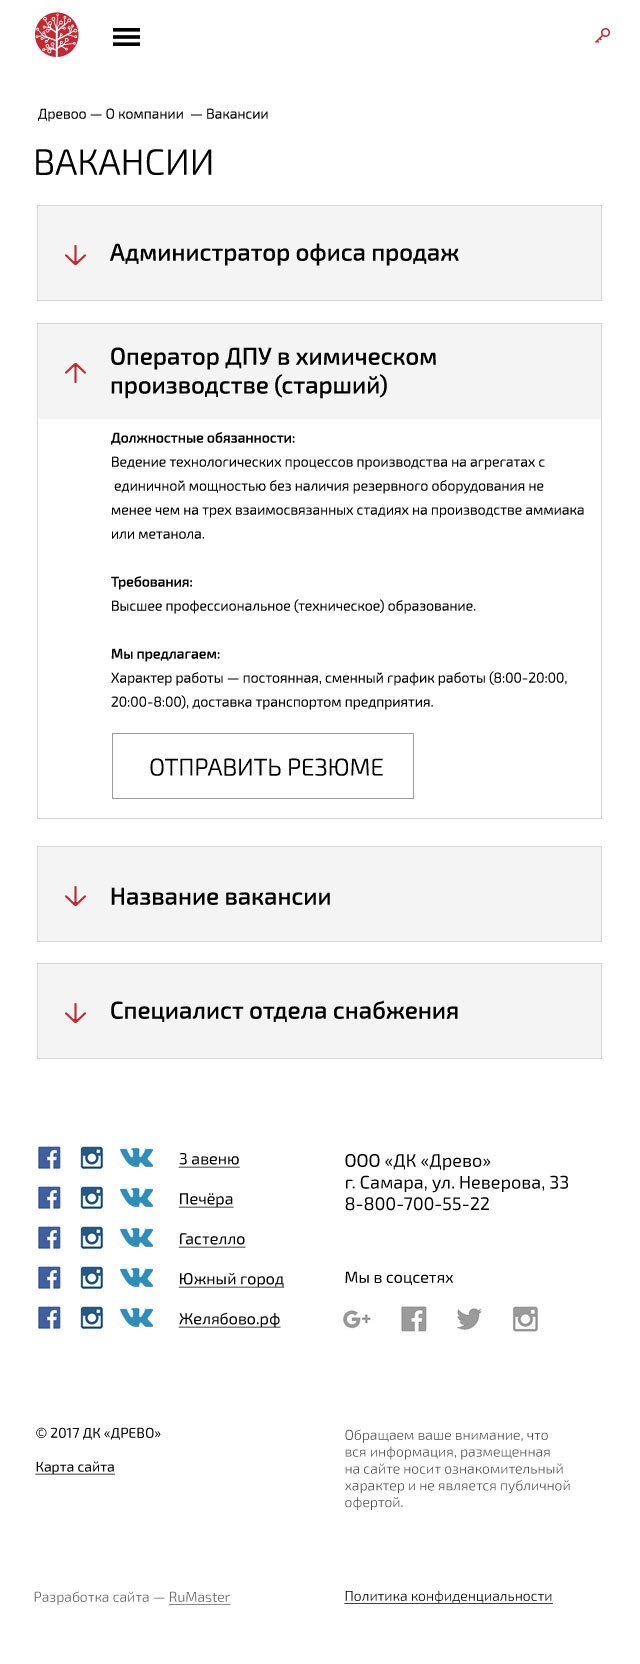 Древоо — О компании — Вакансии
ВАКАНСИИ
Администратор офиса продаж
Оператор ДПУ в химическом
производстве (старший)
Должностные обязанности:
Ведение технологических процессов производства на агрегатах с
единичной мощностью без наличия резервного оборудования не
менее чем на трех взаимосвязанных стадиях на производстве аммиака
или метанола.
Требования:
Высшее профессиональное (техническое) образование.
Мы предлагаем:
Характер работы — постоянная, сменный график работы (8:00-20:00,
20:00-8:00), доставка транспортом предприятия.
ОТПРАВИТЬ РЕЗЮМЕ
Название вакансии
Специалист отдела снабжения
3 авеню
Печёра
Гастелло
Южный город
Желябово.рф
ООО «ДК «Древо»
г. Самара, ул. Неверова, 33
8-800-700-55-22
Мы в соцсетях
© 2017 ДК «ДРЕВО»
Карта сайта
Обращаем ваше внимание, что
вся информация, размещенная
на сайте носит ознакомительный
характер и не является публичной
офертой.
Разработка сайта — RuMaster
Политика конфиденциальности